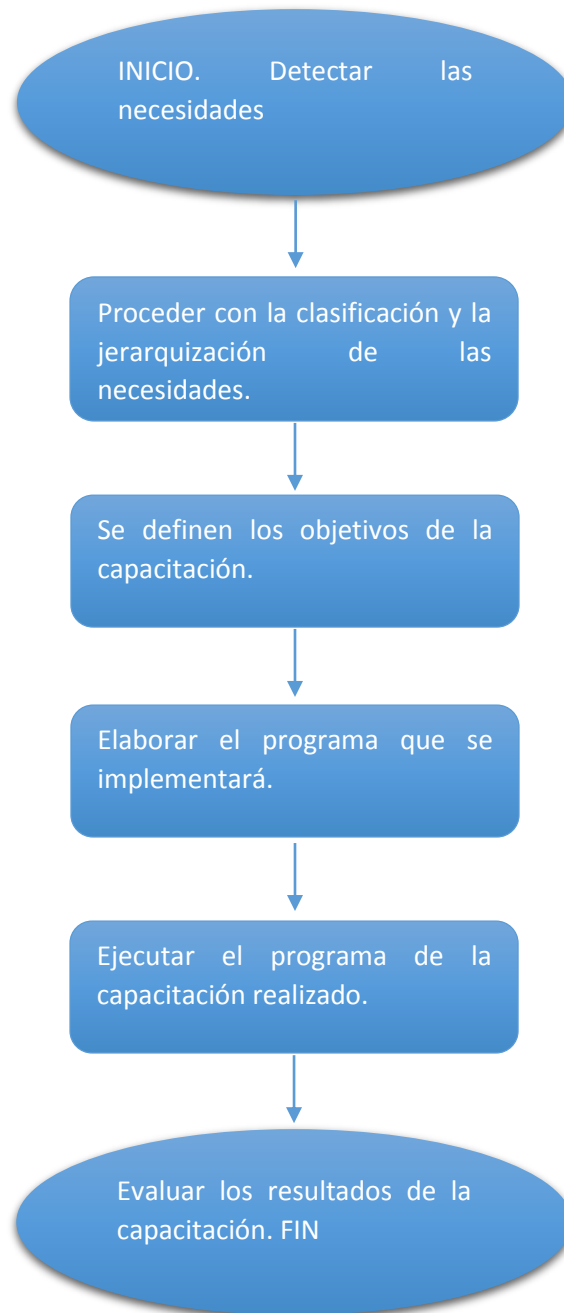 INICIO. Detectar las
necesidades
Proceder con la clasificación y la
jerarquización de las
necesidades.
Se definen los objetivos de la
capacitación.
Elaborar el programa que se
implementará.
Ejecutar el programa de la
capacitación realizado.
Evaluar los resultados de la
capacitación. FIN